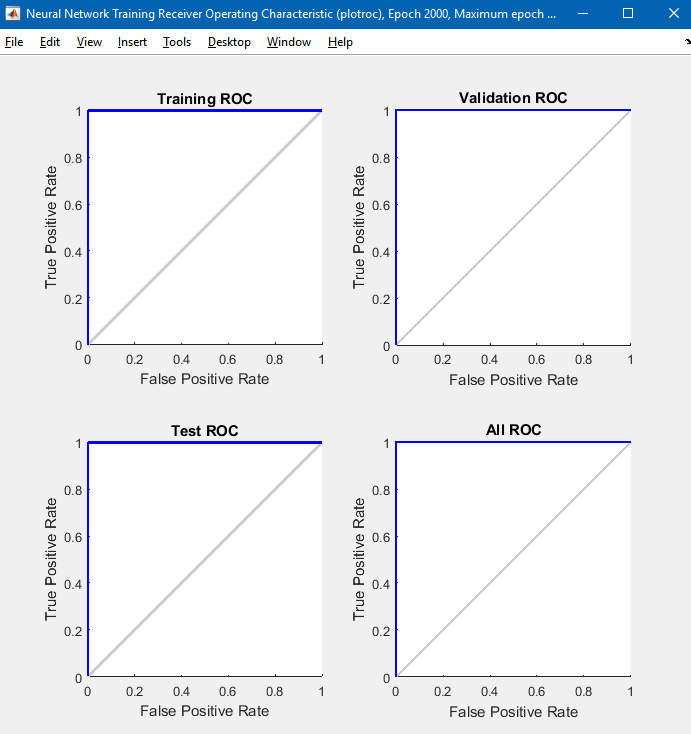 Neural Network Training Receiver Operating Characteristic (plotroc), Epoch 2000, Maximum epoch ...
File Edit View Insert Tools Desktop Window Help
Training ROC
True Positive Rate
1
0.8
0.6
0.4
0.2
0
0 0.2 0.4 0.6 0.8 1
False Positive Rate
Validation ROC
True Positive Rate
1
0.8
0.6
0.4
0.2
0
0 0.2 0.4 0.6 0.8 1
False Positive Rate
Test ROC
True Positive Rate
1
0.8
0.6
0.4
0.2
0
0 0.2 0.4 0.6 0.8 1
False Positive Rate
All ROC
True Positive Rate
1
0.8
0.6
0.4
0.2
0
0 0.2 0.4 0.6 0.8 1
False Positive Rate